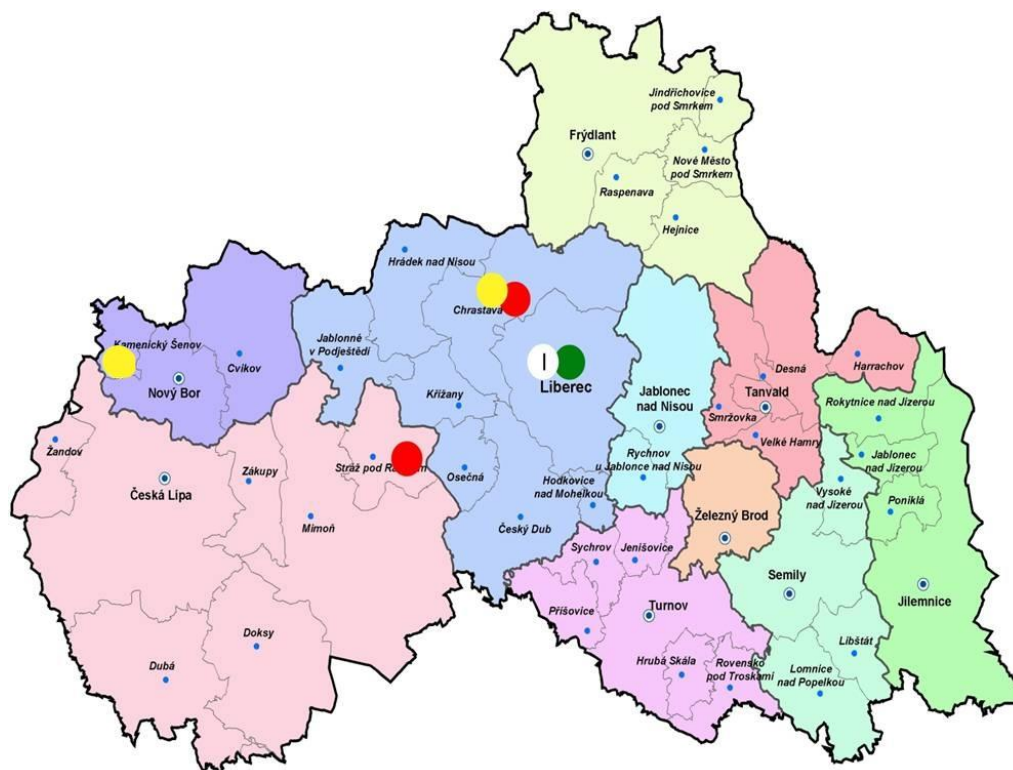 Jindřichovice
pod Smrkem
Frýdlant
Nové Město
pod Smrkem
Raspenava
Hejnice
Hrádek nad Nisou
Chrastava
Kamenický Šenov
Jablonné
v Podještědí
Cvikov
Nový Bor
I
Liberec
Desná
Harrachov
Tanvald
Křižany
Jablonec
nad Nisou
Smržovka
Rokytnice nad Jizerou
Velké Hamry
Žandov
Jablonec
nad Jizerou
Rychnov
u Jablonce nad Nisou
Zákupy
Stráž pod
Osečná
Hodkovice
nad Mohelkou
Vysoké
nad Jizerou
Česká Lípa
Poniklá
Mimoň
Český Dub
Železný Brod
Sychrov
Jenišovice
Semily
Jilemnice
Příšovice
Turnov
Doksy
Libštát
Dubá
Hrubá Skála
Rovensko
pod Troskami
Lomnice
nad Popelkou